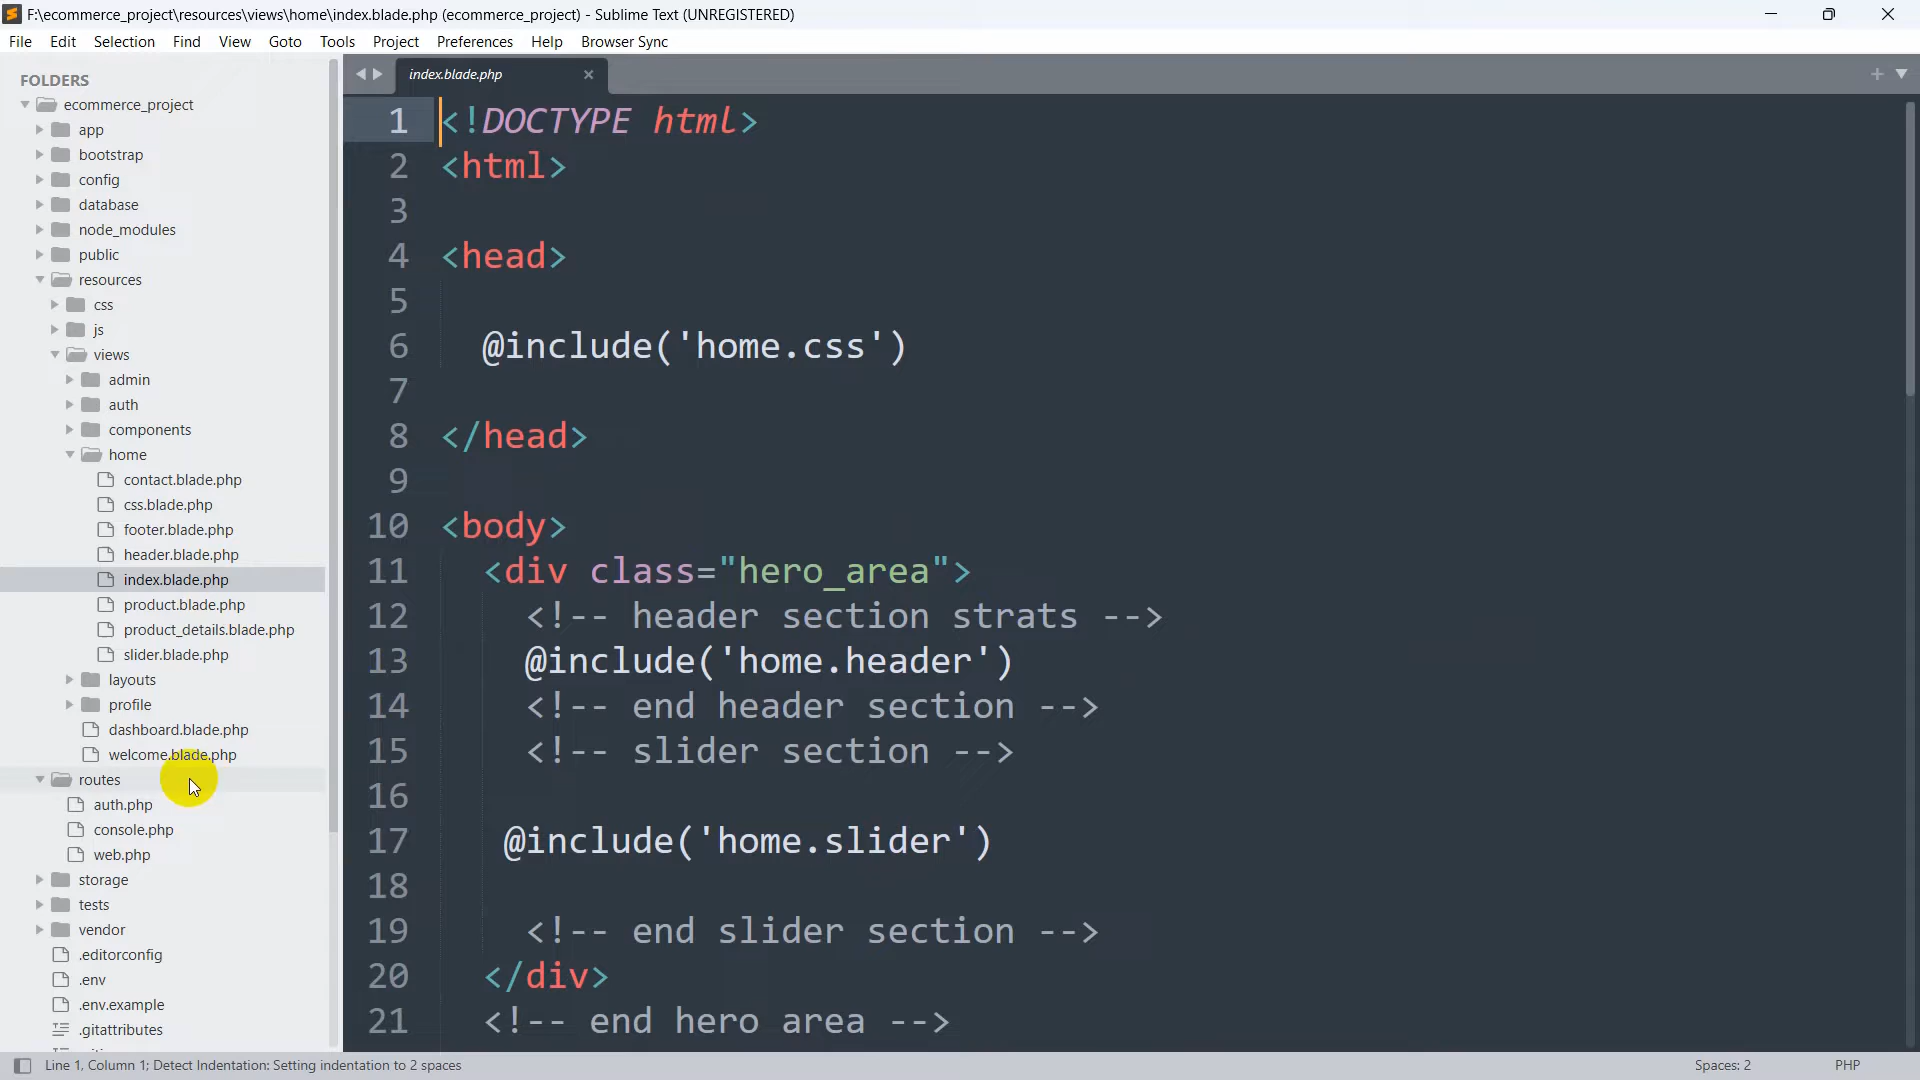 F:\ecommerce_project\resources\views\home\index.blade.php (ecommerce_project) - Sublime Text (UNREGISTERED)
File Edit Selection Find View Goto Tools Project Preferences Help Browser Sync
FOLDERS
ecommerce_project
app
bootstrap
config
database
node_modules
public
resources
css
js
views
admin
auth
components
home
contact.blade.php
css.blade.php
footer.blade.php
header.blade.php
index.blade.php
product.blade.php
product_details.blade.php
slider.blade.php
layouts
profile
dashboard.blade.php
welcome.blade.php
routes
auth.php
console.php
web.php
storage
tests
vendor
.editorconfig
.env
.env.example
.gitattributes
index.blade.php
1 <!DOCTYPE html>
2 <html>
3
4 <head>
5
6 @include('home.css')
7
8 </head>
9
10 <body>
11 <div class="hero_area">
12 <!-- header section strats -->
13 @include('home.header')
14 <!-- end header section -->
15 <!-- slider section -->
16
17 @include('home.slider')
18
19 <!-- end slider section -->
20 </div>
21 <!-- end hero area -->
Line 1, Column 1; Detect Indentation: Setting indentation to 2 spaces
Spaces: 2
PHP